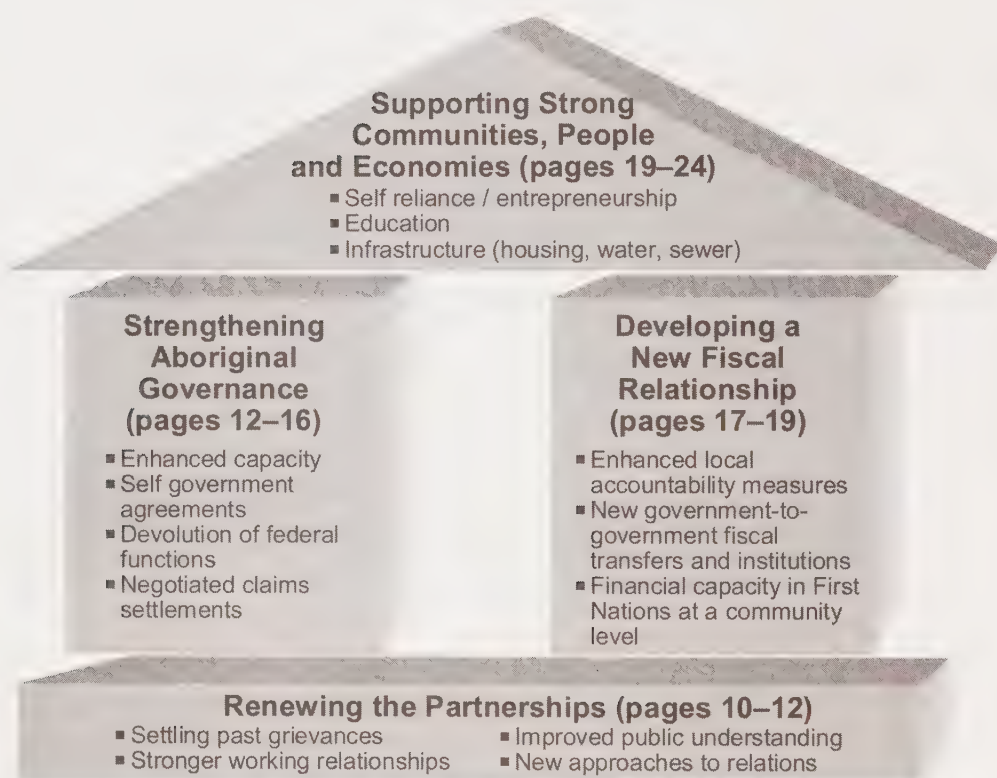 Supporting Strong
Communities, People
and Economies (pages 19–24)
▪ Self reliance / entrepreneurship
▪ Education
▪ Infrastructure (housing, water, sewer)
Strengthening
Aboriginal
Governance
(pages 12–16)
▪ Enhanced capacity
▪ Self government
agreements
▪ Devolution of federal
functions
▪ Negotiated claims
settlements
Developing a
New Fiscal
Relationship
(pages 17–19)
▪ Enhanced local
accountability measures
▪ New government-to-
government fiscal
transfers and institutions
▪ Financial capacity in First
Nations at a community
level
Renewing the Partnerships (pages 10–12)
▪ Settling past grievances
▪ Stronger working relationships
▪ Improved public understanding
▪ New approaches to relations